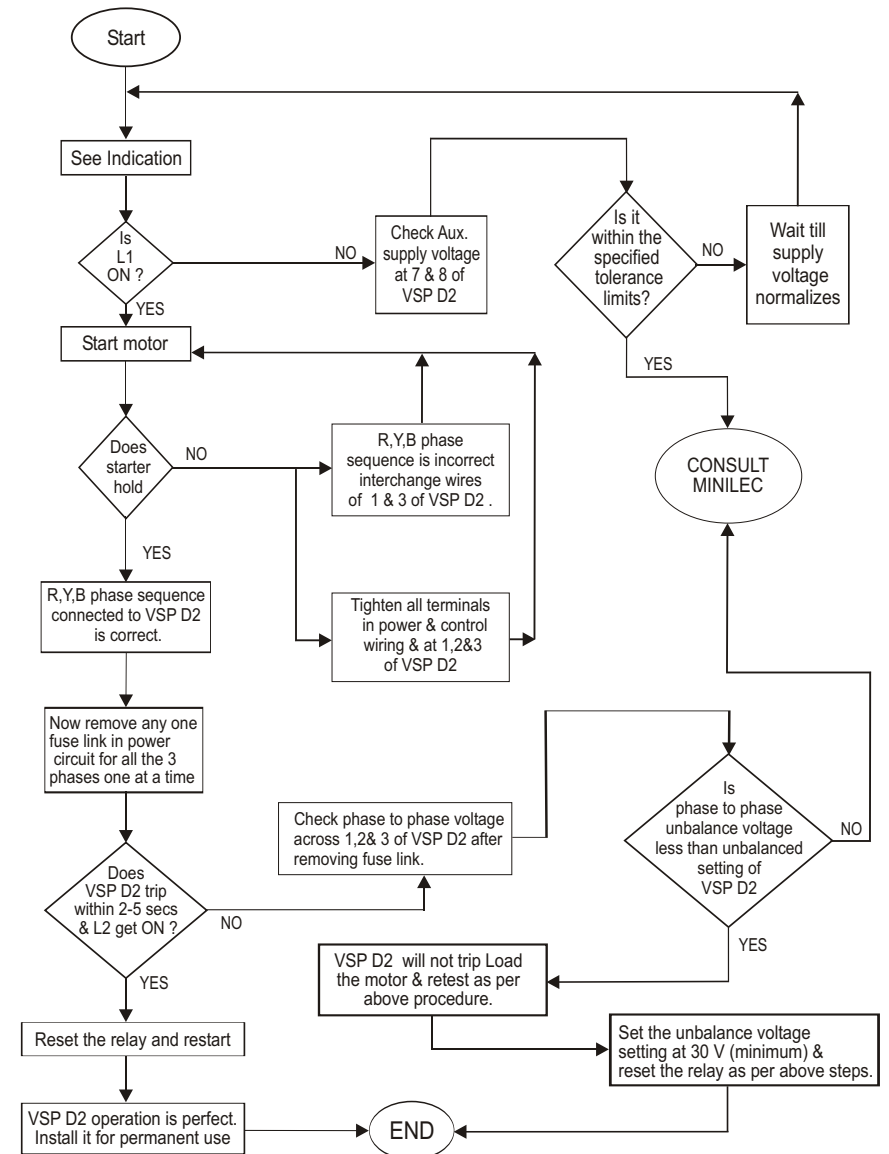 Start
See Indication
Is
L1
ON ?
NO
YES
Check Aux.
supply voltage
at 7 & 8 of
VSP D2
Is it
within the
specified
tolerance
limits?
NO
YES
Wait till
supply
voltage
normalizes
CONSULT
MINILEC
Start motor
Does
starter
hold
NO
YES
R,Y,B phase
sequence is incorrect
interchange wires
of 1 & 3 of VSP D2 .
Tighten all terminals
in power & control
wiring & at 1,2&3
of VSP D2
R,Y,B phase sequence
connected to VSP D2
is correct.
Now remove any one
fuse link in power
circuit for all the 3
phases one at a time
Does
VSP D2 trip
within 2-5 secs
& L2 get ON ?
NO
YES
Check phase to phase voltage
across 1,2& 3 of VSP D2 after
removing fuse link.
Is
phase to phase
unbalance voltage
less than unbalanced
setting of
VSP D2
NO
YES
VSP D2 will not trip Load
the motor & retest as per
above procedure.
Set the unbalance voltage
setting at 30 V (minimum) &
reset the relay as per above steps.
Reset the relay and restart
VSP D2 operation is perfect.
Install it for permanent use
END